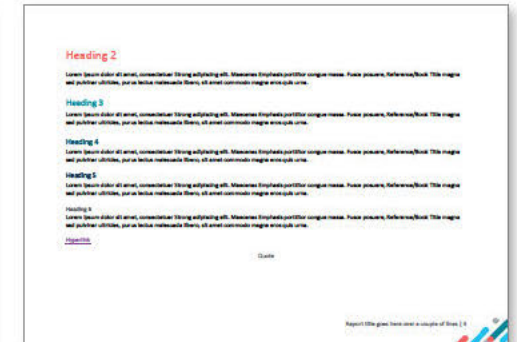 Heading 2
Lorem ipsum dolor sit amet, consectetuer Strong adipiscing elit. Maecenas Emphasis porttitor congue massa. Fusce posuere, Reference/Book Title magna
sed pulvinar ultricies, purus lectus malesuada libero, sit amet commodo magna eros quis urna.
Heading 3
Lorem ipsum dolor sit amet, consectetuer Strong adipiscing elit. Maecenas Emphasis porttitor congue massa. Fusce posuere, Reference/Book Title magna
sed pulvinar ultricies, purus lectus malesuada libero, sit amet commodo magna eros quis urna.
Heading 4
Lorem ipsum dolor sit amet, consectetuer Strong adipiscing elit. Maecenas Emphasis porttitor congue massa. Fusce posuere, Reference/Book Title magna
sed pulvinar ultricies, purus lectus malesuada libero, sit amet commodo magna eros quis urna.
Heading 5
Lorem ipsum dolor sit amet, consectetuer Strong adipiscing elit. Maecenas Emphasis porttitor congue massa. Fusce posuere, Reference/Book Title magna
sed pulvinar ultricies, purus lectus malesuada libero, sit amet commodo magna eros quis urna.
Heading 6
Lorem ipsum dolor sit amet, consectetuer Strong adipiscing elit. Maecenas Emphasis porttitor congue massa. Fusce posuere, Reference/Book Title magna
sed pulvinar ultricies, purus lectus malesuada libero, sit amet commodo magna eros quis urna.
Hyperlink
Quote
Report title goes here over a couple of lines |